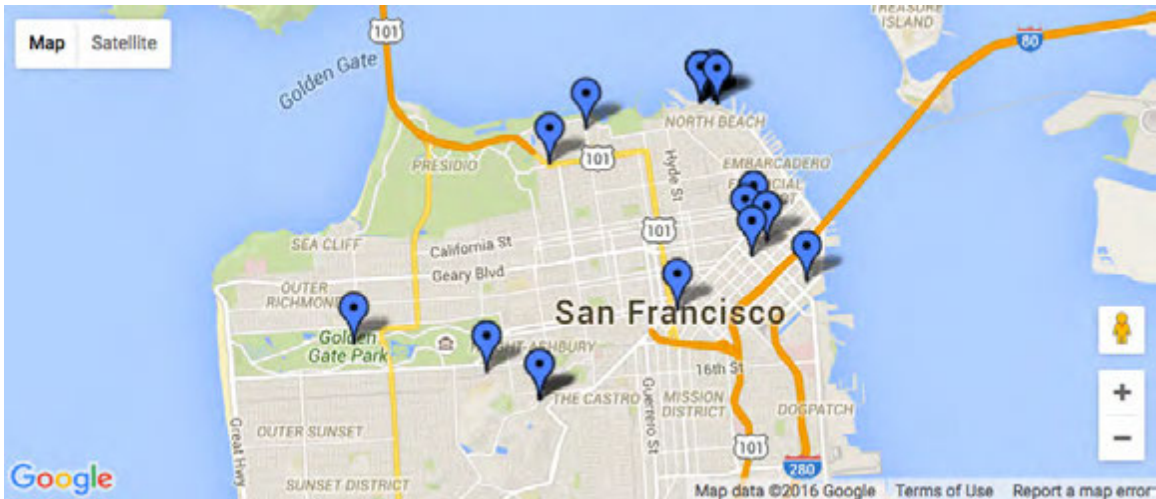 Map Satellite
101
Golden Gate
TREASURE
ISLAND
80
NORTH BEACH
PRESIDIO
101
Hyde St
EMBARCADERO
101
SEA CLIFF
California St
Geary Blvd
OUTER
RICHMOND
San Francisco
Golden
Gate Park
ASHBURY
16th St
THE CASTRO
Guerrero St
MISSION
DISTRICT
DOGPATCH
OUTER SUNSET
Great Hwy
101
280
SUNSET DISTRICT
Google
Map data ©2016 Google Terms of Use Report a map error